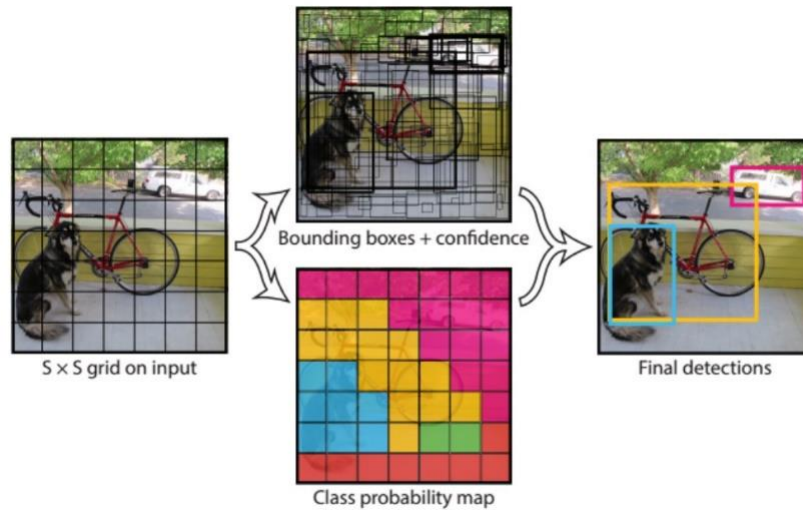 Bounding boxes + confidence
S × S grid on input
Final detections
Class probability map